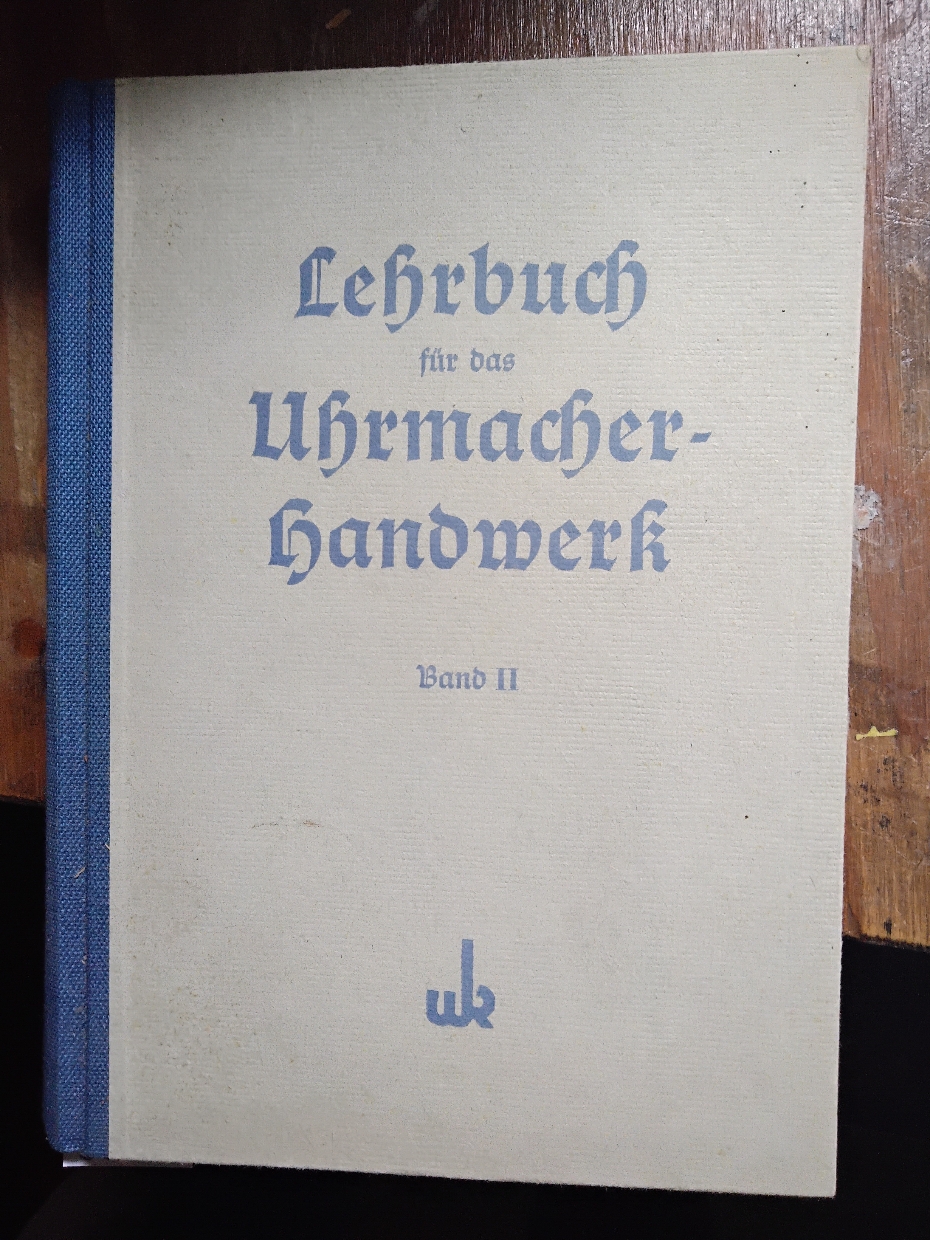 Lehrbuch
für das
Uhrmacher-
Handwerk
Band II
wk